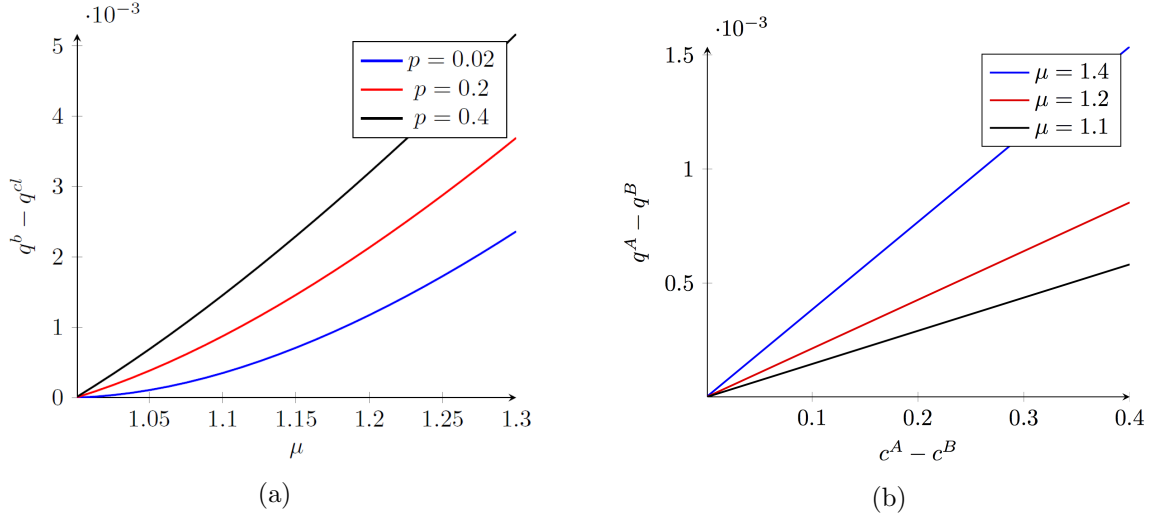 ·10⁻³
5
4
3
2
1
0
q^b − q^{cl}
p = 0.02
p = 0.2
p = 0.4
1.05 1.1 1.15 1.2 1.25 1.3
μ
(a)
·10⁻³
1.5
1
0.5
q^A − q^B
μ = 1.4
μ = 1.2
μ = 1.1
0.1 0.2 0.3 0.4
c^A − c^B
(b)